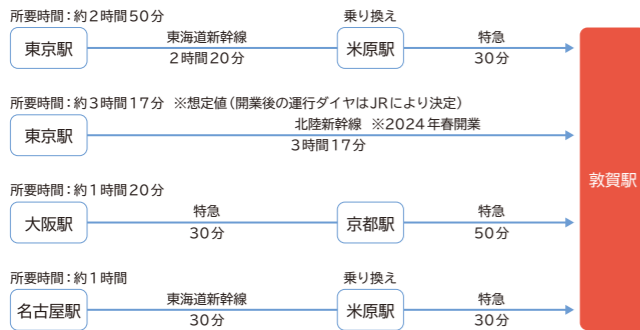 所要時間：約2時間50分
乗り換え
東京駅
東海道新幹線
2時間20分
米原駅
特急
30分
所要時間：約3時間17分 ※想定値（開業後の運行ダイヤはJRにより決定）
東京駅
北陸新幹線 ※2024年春開業
3時間17分
敦賀駅
所要時間：約1時間20分
大阪駅
特急
30分
京都駅
特急
50分
所要時間：約1時間
乗り換え
名古屋駅
東海道新幹線
30分
米原駅
特急
30分